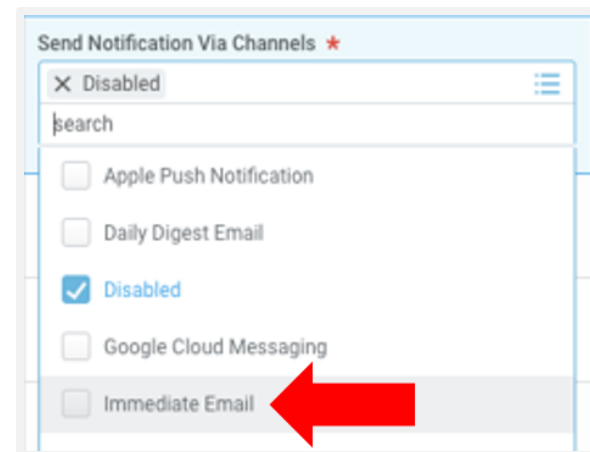 Send Notification Via Channels *
× Disabled
search
Apple Push Notification
Daily Digest Email
Disabled
Google Cloud Messaging
Immediate Email